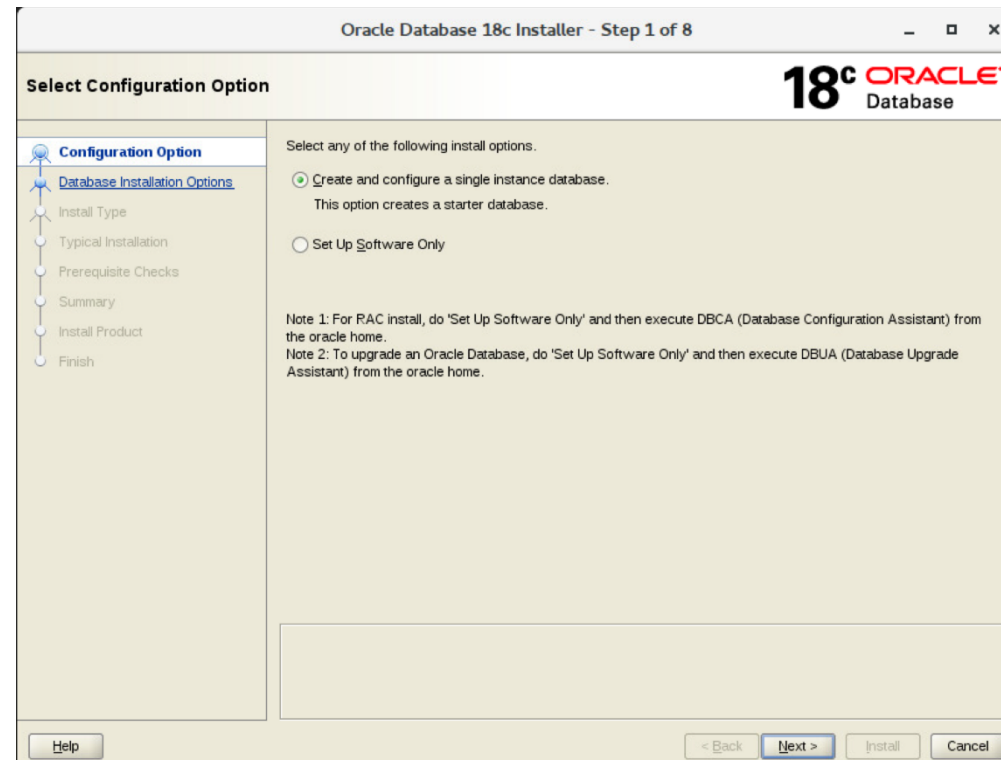 Oracle Database 18c Installer - Step 1 of 8
Select Configuration Option
18c ORACLE
Database
Configuration Option
Database Installation Options
Install Type
Typical Installation
Prerequisite Checks
Summary
Install Product
Finish
Select any of the following install options.
Create and configure a single instance database.
This option creates a starter database.
Set Up Software Only
Note 1: For RAC install, do 'Set Up Software Only' and then execute DBCA (Database Configuration Assistant) from
the oracle home.
Note 2: To upgrade an Oracle Database, do 'Set Up Software Only' and then execute DBUA (Database Upgrade
Assistant) from the oracle home.
Help
< Back
Next >
Install
Cancel